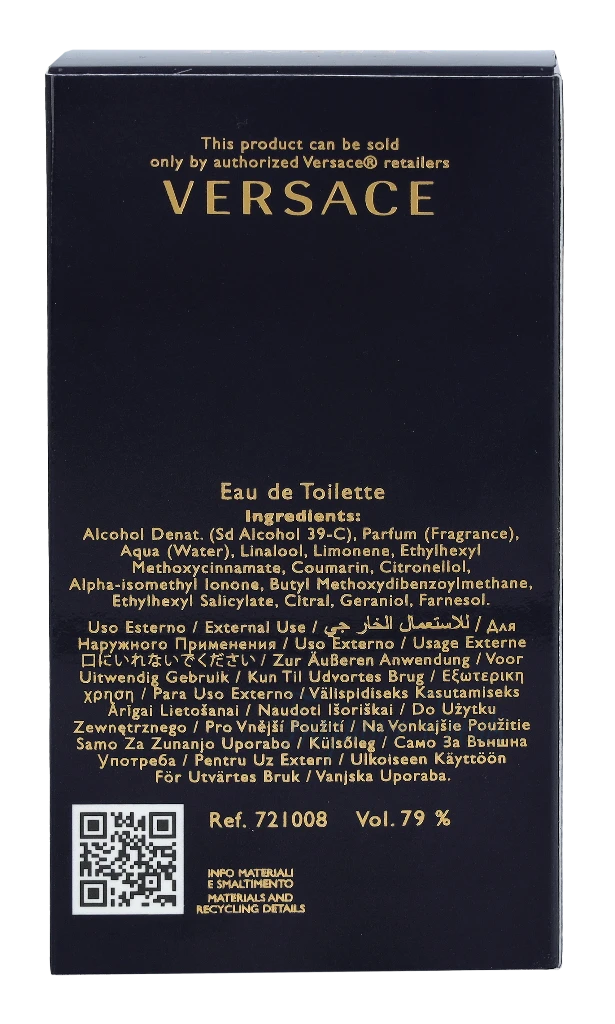 This product can be sold
only by authorized Versace® retailers
VERSACE
Eau de Toilette
Ingredients:
Alcohol Denat. (Sd Alcohol 39-C), Parfum (Fragrance),
Aqua (Water), Linalool, Limonene, Ethylhexyl
Methoxycinnamate, Coumarin, Citronellol,
Alpha-isomethyl Ionone, Butyl Methoxydibenzoylmethane,
Ethylhexyl Salicylate, Citral, Geraniol, Farnesol.
Uso Esterno / External Use / للاستعمال الخار جي / Для
Наружного Применения / Uso Externo / Usage Externe
口にいれないでください / Zur Äußeren Anwendung / Voor
Uitwendig Gebruik / Kun Til Udvortes Brug / Εξωτερικη
χρηση / Para Uso Externo / Välispidiseks Kasutamiseks
Ārīgai Lietošanai / Naudoti Išoriškai / Do Użytku
Zewnętrznego / Pro Vnější Použití / Na Vonkajšie Použitie
Samo Za Zunanjo Uporabo / Külsőleg / Само За Външна
Употреба / Pentru Uz Extern / Ulkoiseen Käyttöön
För Utvärtes Bruk / Vanjska Uporaba.
Ref. 721008 Vol. 79 %
INFO MATERIALI
E SMALTIMENTO
MATERIALS AND
RECYCLING DETAILS